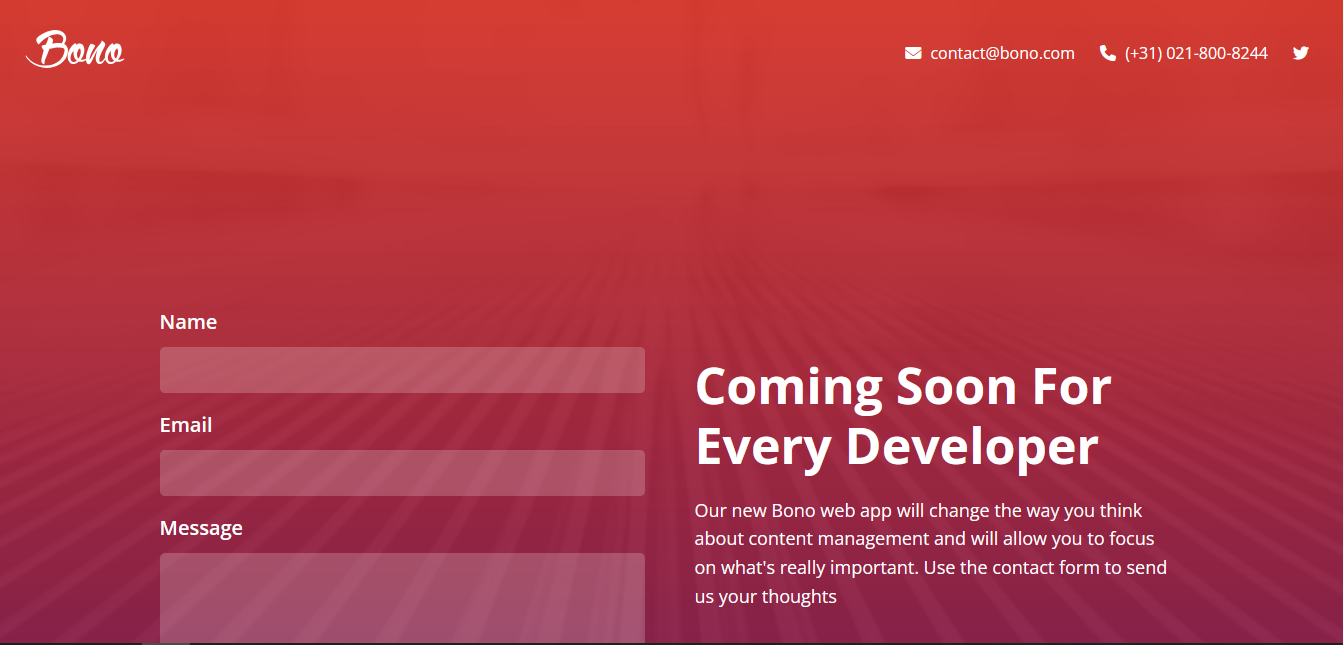 Bono
contact@bono.com
(+31) 021-800-8244
Name
Email
Message
Coming Soon For
Every Developer
Our new Bono web app will change the way you think
about content management and will allow you to focus
on what's really important. Use the contact form to send
us your thoughts